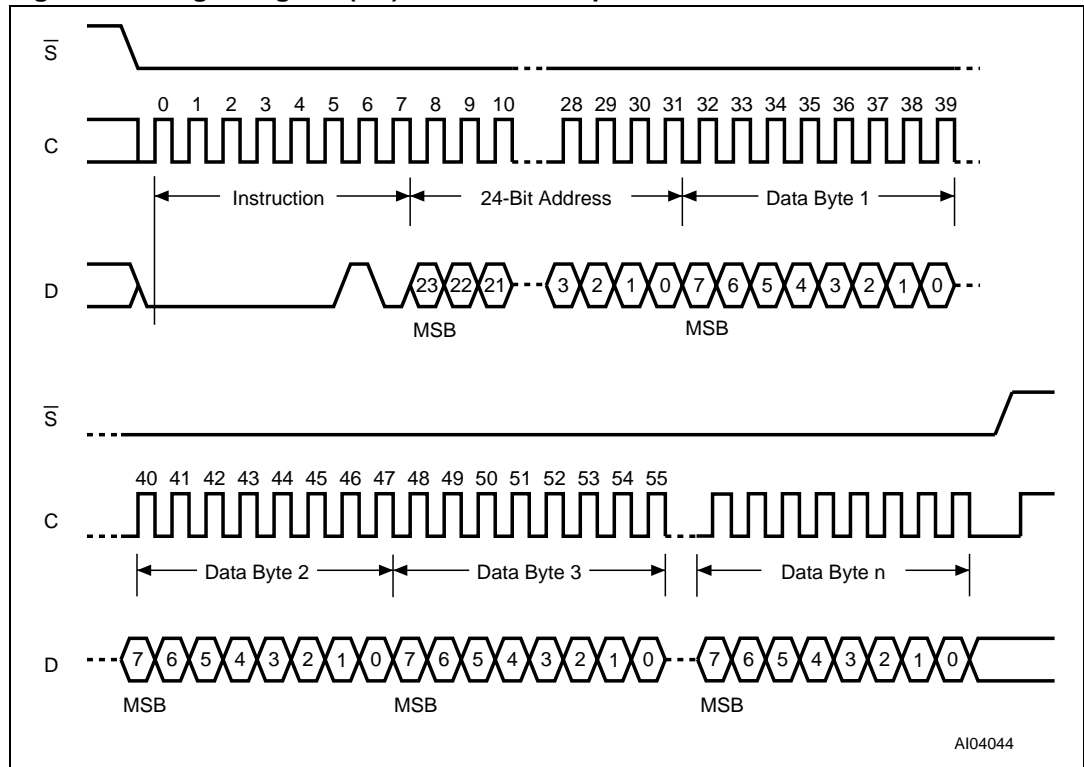 S
0 1 2 3 4 5 6 7 8 9 10 28 29 30 31 32 33 34 35 36 37 38 39
C
Instruction 24-Bit Address Data Byte 1
D 23 22 21 3 2 1 0 7 6 5 4 3 2 1 0
MSB MSB
S
40 41 42 43 44 45 46 47 48 49 50 51 52 53 54 55
C
Data Byte 2 Data Byte 3 Data Byte n
D 7 6 5 4 3 2 1 0 7 6 5 4 3 2 1 0 7 6 5 4 3 2 1 0
MSB MSB MSB
AI04044